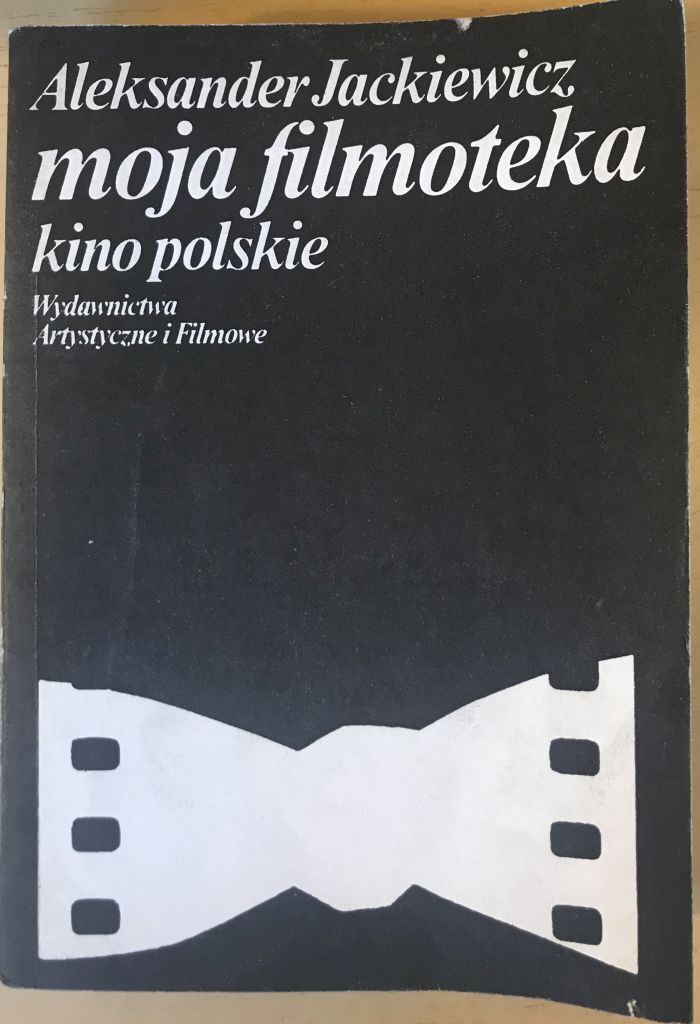 Aleksander Jackiewicz
moja filmoteka
kino polskie
Wydawnictwa
Artystyczne i Filmowe